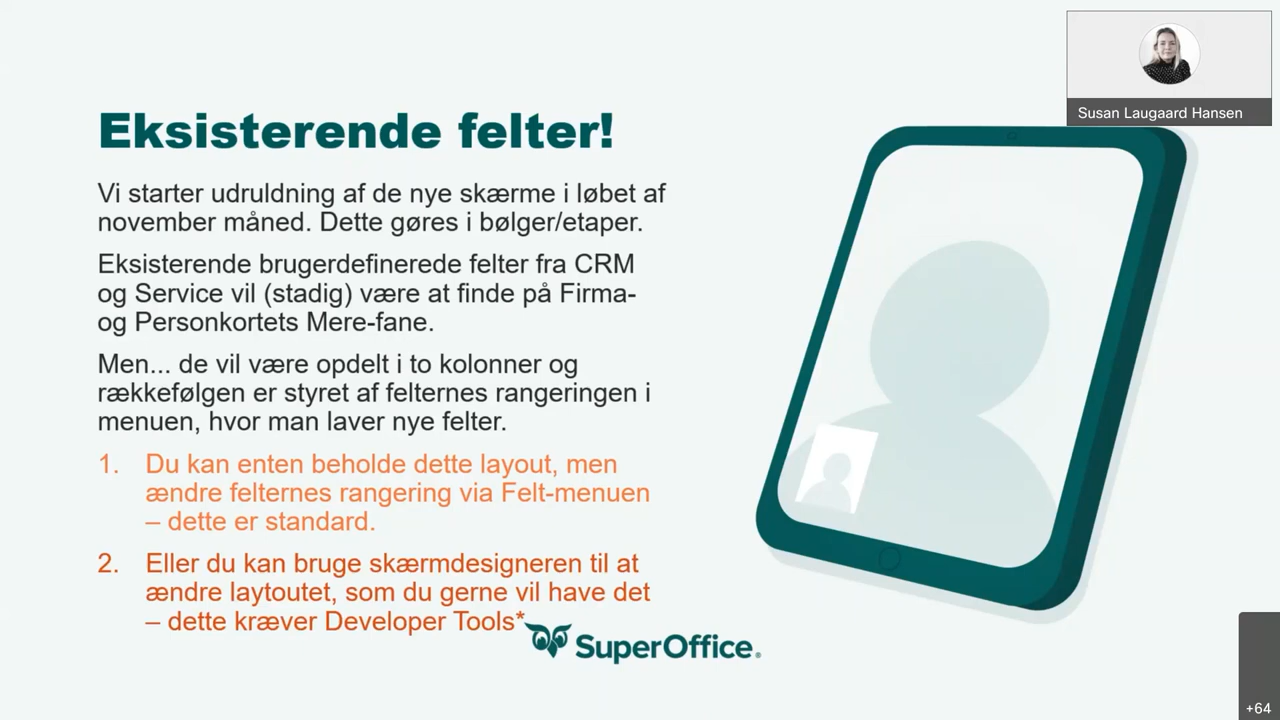 Susan Laugaard Hansen
Eksisterende felter!
Vi starter udruldning af de nye skærme i løbet af
november måned. Dette gøres i bølger/etaper.
Eksisterende brugerdefinerede felter fra CRM
og Service vil (stadig) være at finde på Firma-
og Personkortets Mere-fane.
Men... de vil være opdelt i to kolonner og
rækkefølgen er styret af felternes rangeringen i
menuen, hvor man laver nye felter.
1. Du kan enten beholde dette layout, men
ændre felternes rangering via Felt-menuen
– dette er standard.
2. Eller du kan bruge skærmdesigneren til at
ændre laytoutet, som du gerne vil have det
– dette kræver Developer Tools*
SuperOffice®
+64